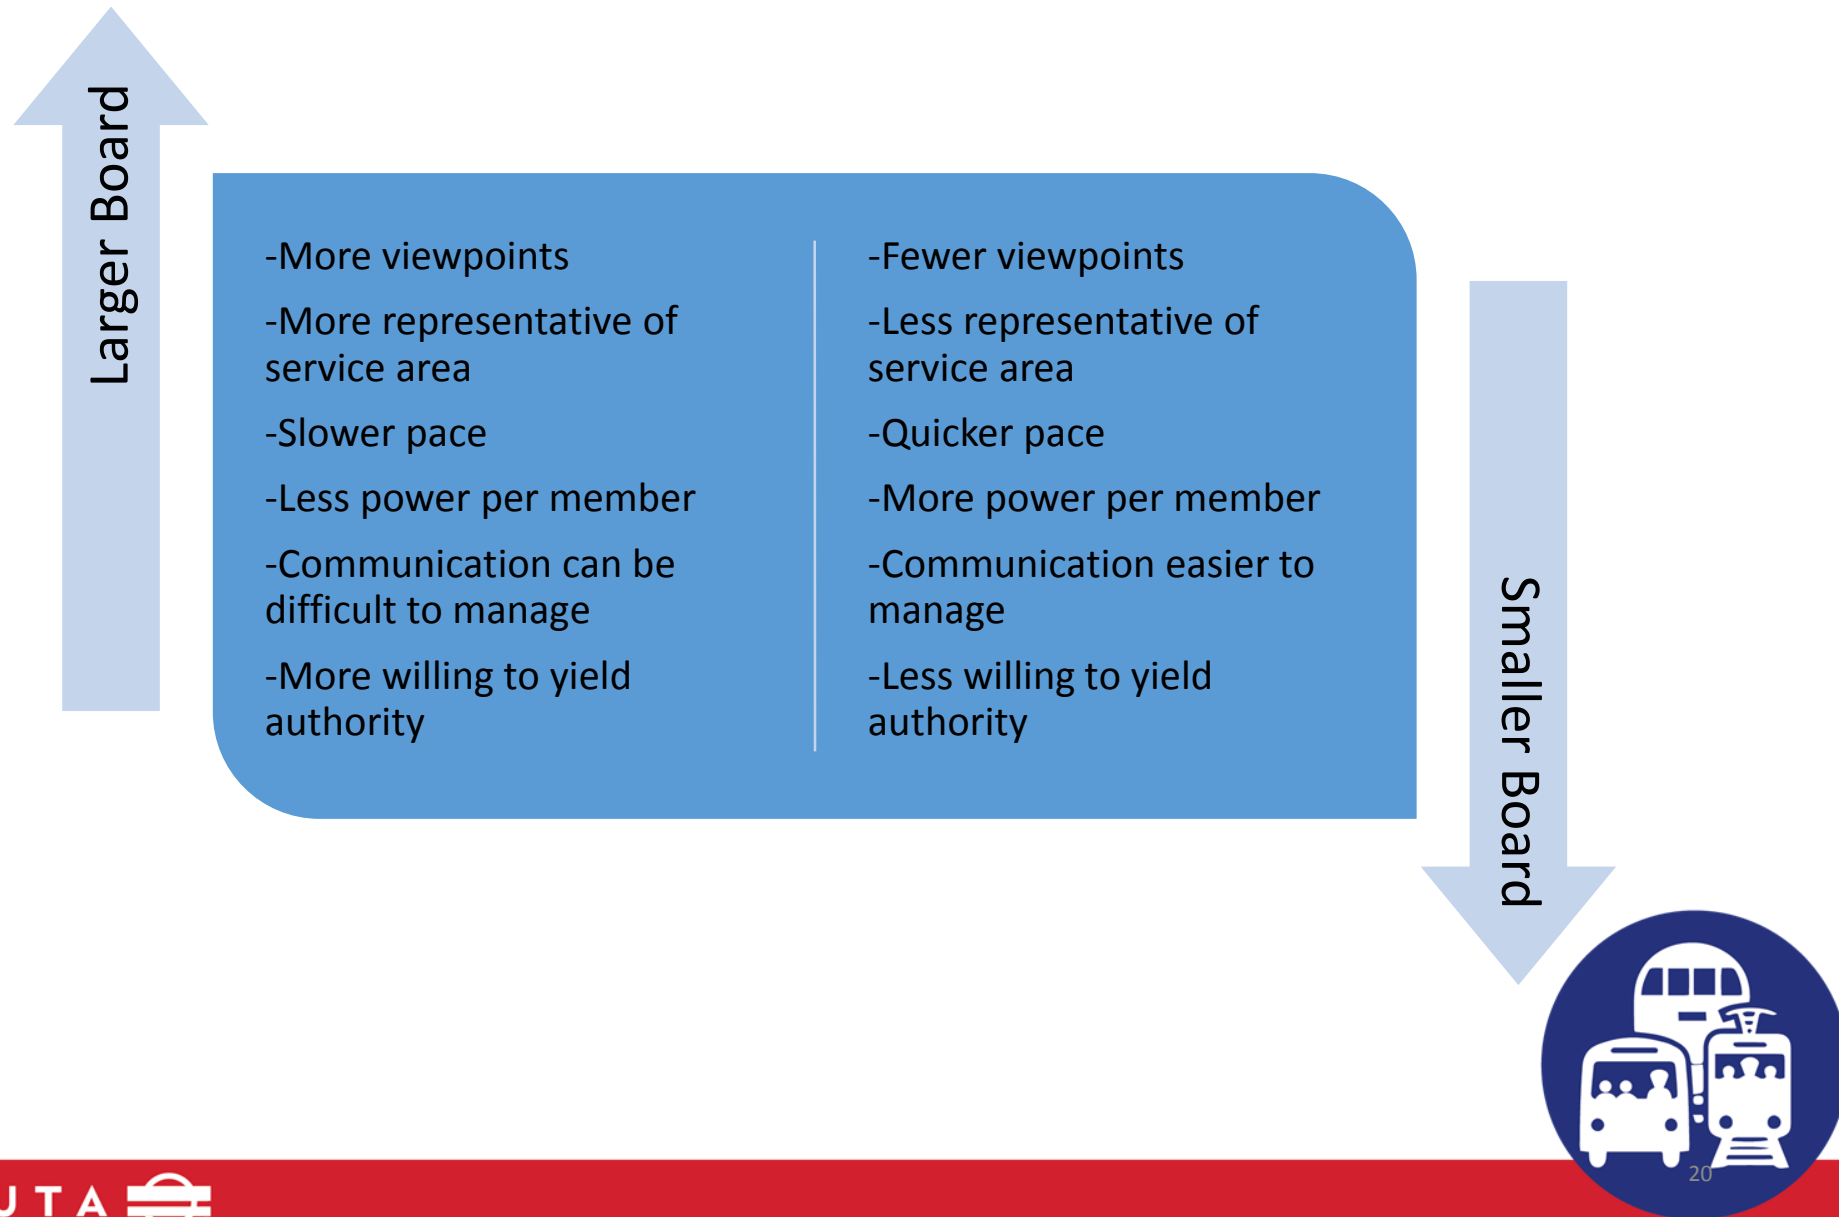 Larger Board
-More viewpoints
-More representative of
service area
-Slower pace
-Less power per member
-Communication can be
difficult to manage
-More willing to yield
authority
-Fewer viewpoints
-Less representative of
service area
-Quicker pace
-More power per member
-Communication easier to
manage
-Less willing to yield
authority
Smaller Board
20
UTA